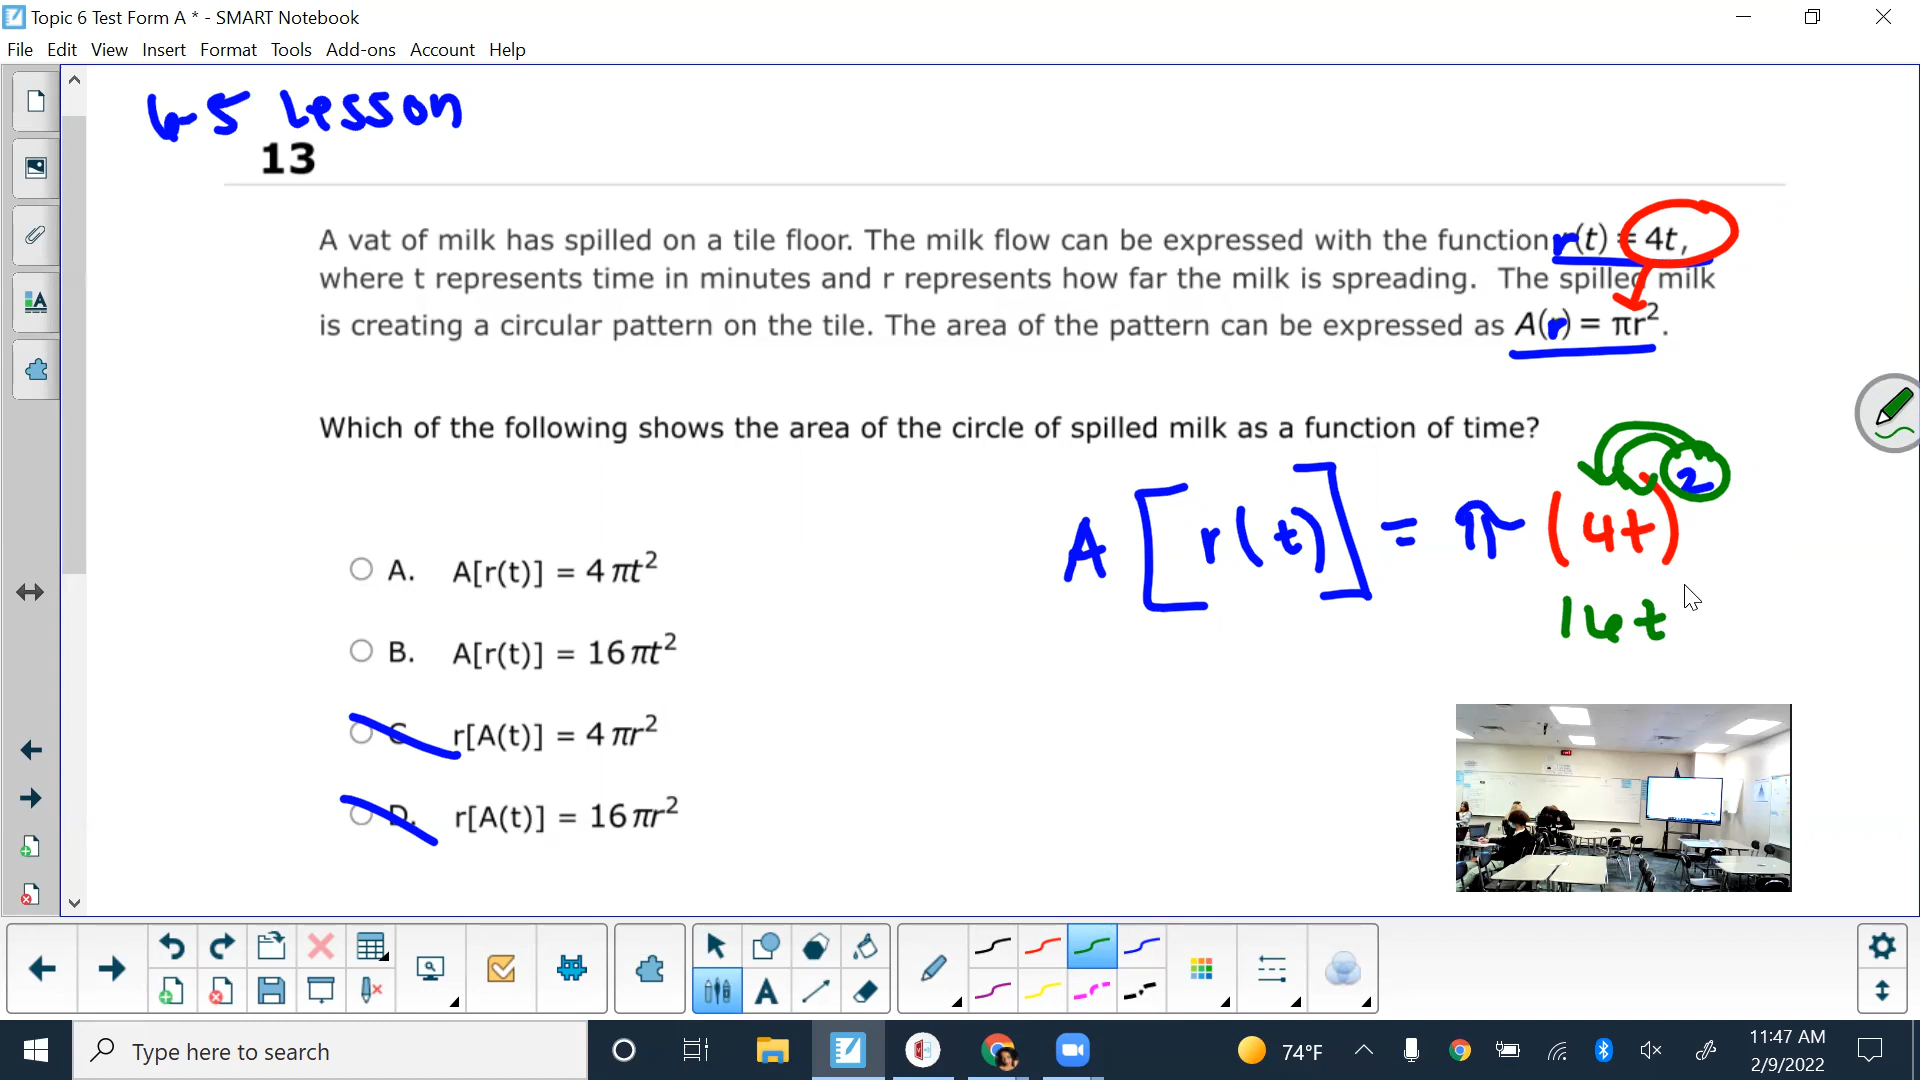 Topic 6 Test Form A * - SMART Notebook
File Edit View Insert Format Tools Add-ons Account Help
6-5 Lesson
13
A vat of milk has spilled on a tile floor. The milk flow can be expressed with the function r(t) = 4t,
where t represents time in minutes and r represents how far the milk is spreading. The spilled milk
is creating a circular pattern on the tile. The area of the pattern can be expressed as A(r) = πr².
Which of the following shows the area of the circle of spilled milk as a function of time?
A [ r(t) ] = π (4t)²
16t
A. A[r(t)] = 4πt²
B. A[r(t)] = 16πt²
C r[A(t)] = 4πr²
D. r[A(t)] = 16πr²
Type here to search
74°F
11:47 AM
2/9/2022